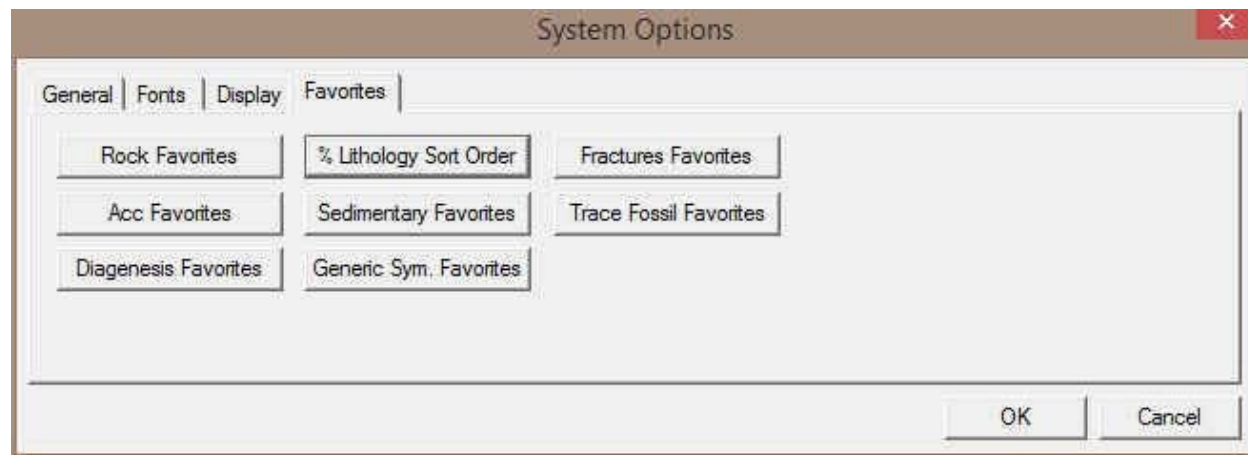 System Options
General Fonts Display Favorites
Rock Favorites % Lithology Sort Order Fractures Favorites
Acc Favorites Sedimentary Favorites Trace Fossil Favorites
Diagenesis Favorites Generic Sym. Favorites
OK Cancel